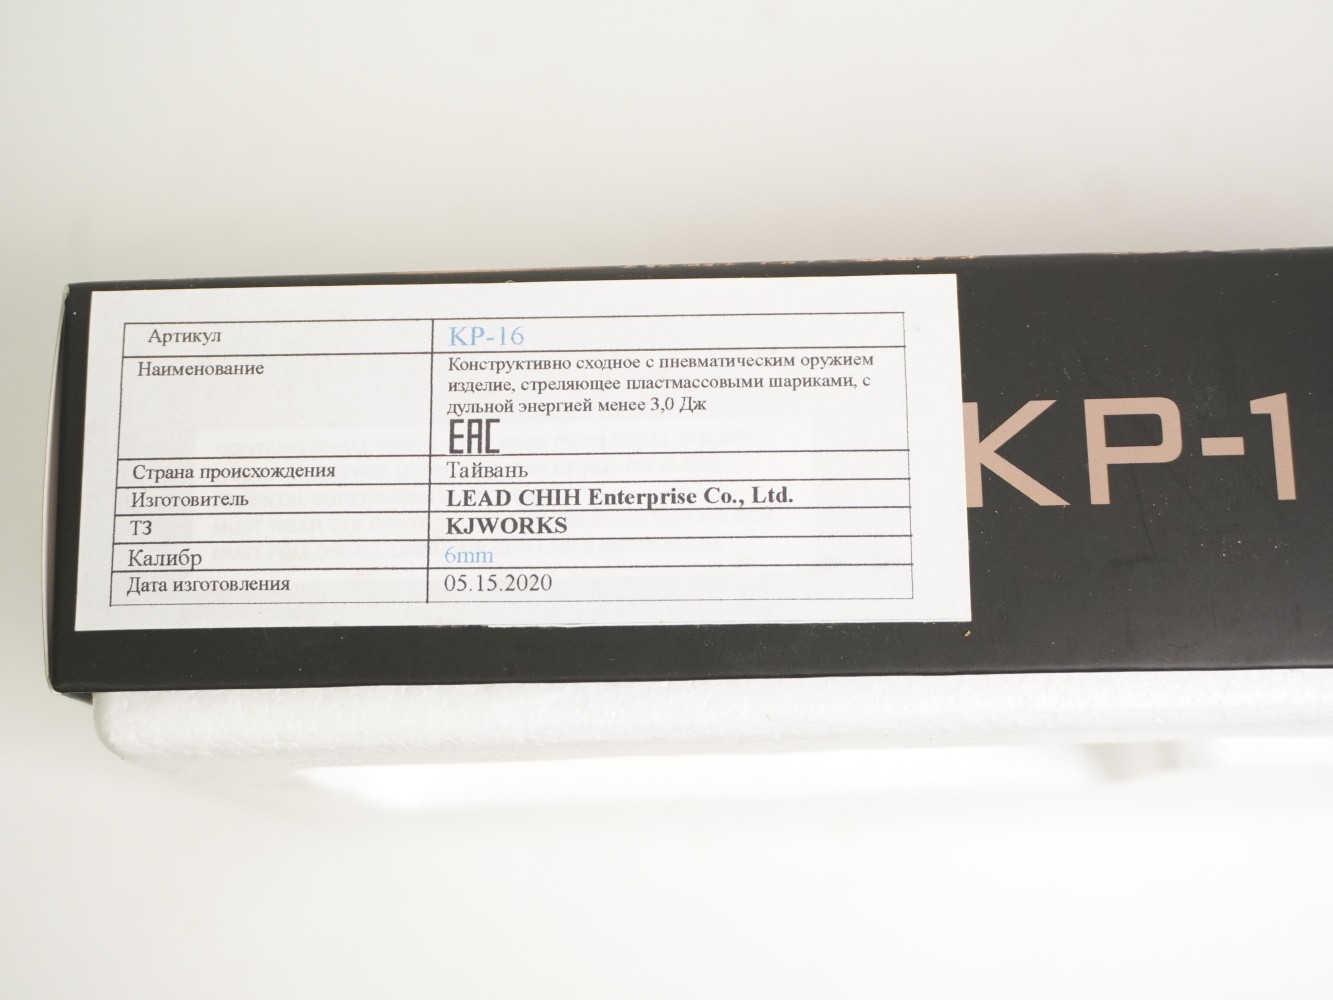 Артикул KP-16
Наименование Конструктивно сходное с пневматическим оружием
изделие, стреляющее пластмассовыми шариками, с
дульной энергией менее 3,0 Дж
EAC
Страна происхождения Тайвань
Изготовитель LEAD CHIH Enterprise Co., Ltd.
ТЗ KJWORKS
Калибр 6mm
Дата изготовления 05.15.2020
KP-1